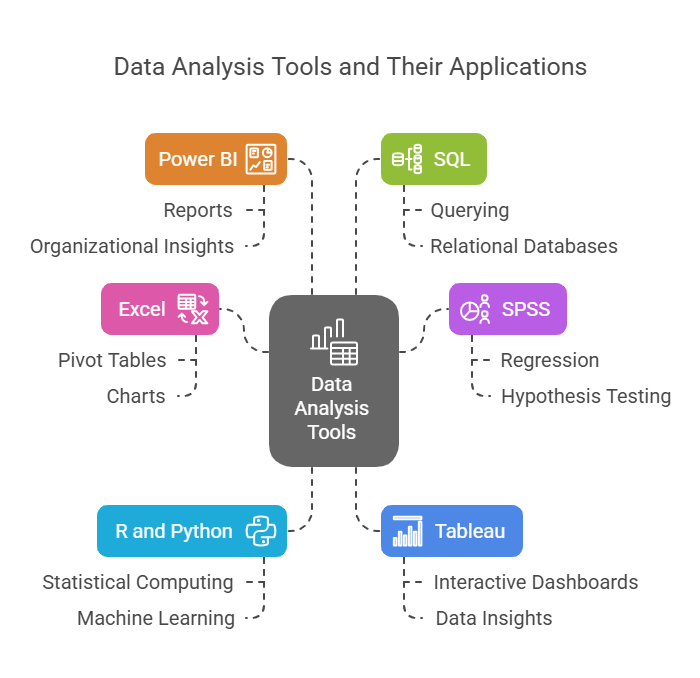 Data Analysis Tools and Their Applications
Power BI
Reports
Organizational Insights
SQL
Querying
Relational Databases
Excel
Pivot Tables
Charts
SPSS
Regression
Hypothesis Testing
Data
Analysis
Tools
R and Python
Statistical Computing
Machine Learning
Tableau
Interactive Dashboards
Data Insights